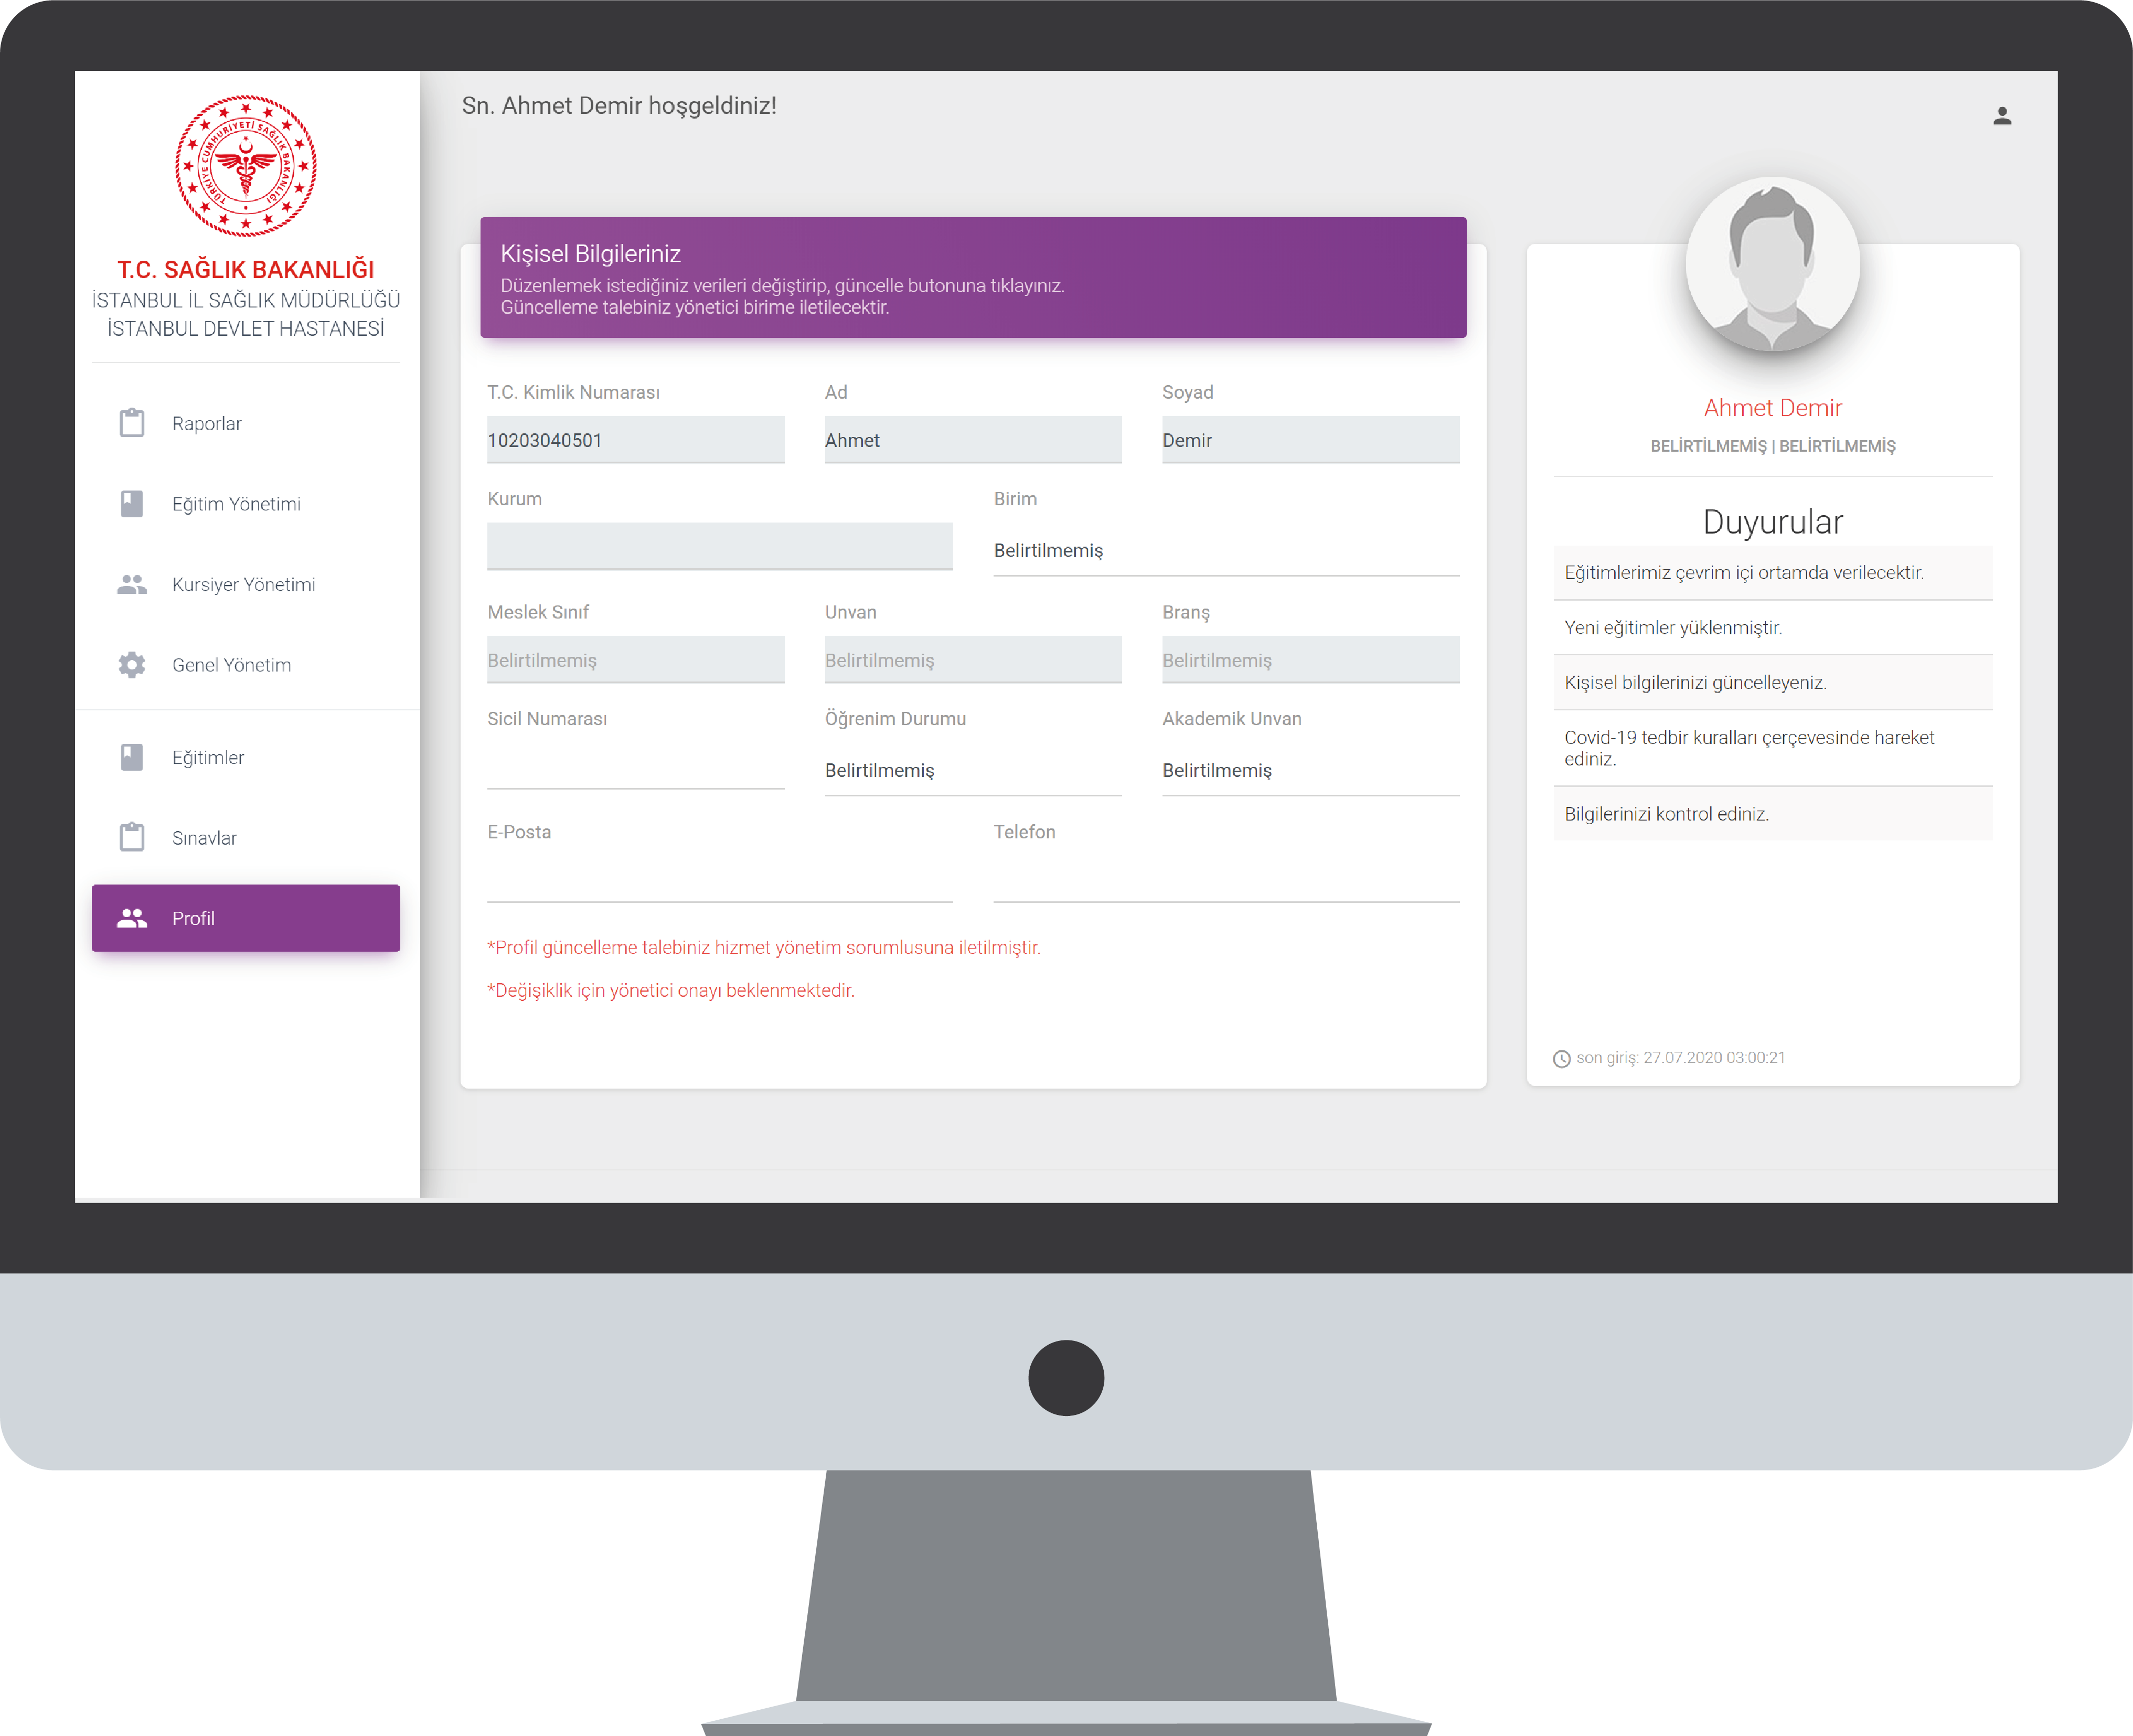 TÜRKİYE CUMHURİYETİ SAĞLIK BAKANLIĞI
T.C. SAĞLIK BAKANLIĞI
İSTANBUL İL SAĞLIK MÜDÜRLÜĞÜ
İSTANBUL DEVLET HASTANESİ
Raporlar
Eğitim Yönetimi
Kursiyer Yönetimi
Genel Yönetim
Eğitimler
Sınavlar
Profil
Sn. Ahmet Demir hoşgeldiniz!
Kişisel Bilgileriniz
Düzenlemek istediğiniz verileri değiştirip, güncelle butonuna tıklayınız.
Güncelleme talebiniz yönetici birime iletilecektir.
T.C. Kimlik Numarası Ad Soyad
10203040501 Ahmet Demir
Kurum Birim
Belirtilmemiş
Meslek Sınıf Unvan Branş
Belirtilmemiş Belirtilmemiş Belirtilmemiş
Sicil Numarası Öğrenim Durumu Akademik Unvan
Belirtilmemiş Belirtilmemiş
E-Posta Telefon
*Profil güncelleme talebiniz hizmet yönetim sorumlusuna iletilmiştir.
*Değişiklik için yönetici onayı beklenmektedir.
Ahmet Demir
BELİRTİLMEMİŞ | BELİRTİLMEMİŞ
Duyurular
Eğitimlerimiz çevrim içi ortamda verilecektir.
Yeni eğitimler yüklenmiştir.
Kişisel bilgilerinizi güncelleyeniz.
Covid-19 tedbir kuralları çerçevesinde hareket
ediniz.
Bilgilerinizi kontrol ediniz.
son giriş: 27.07.2020 03:00:21